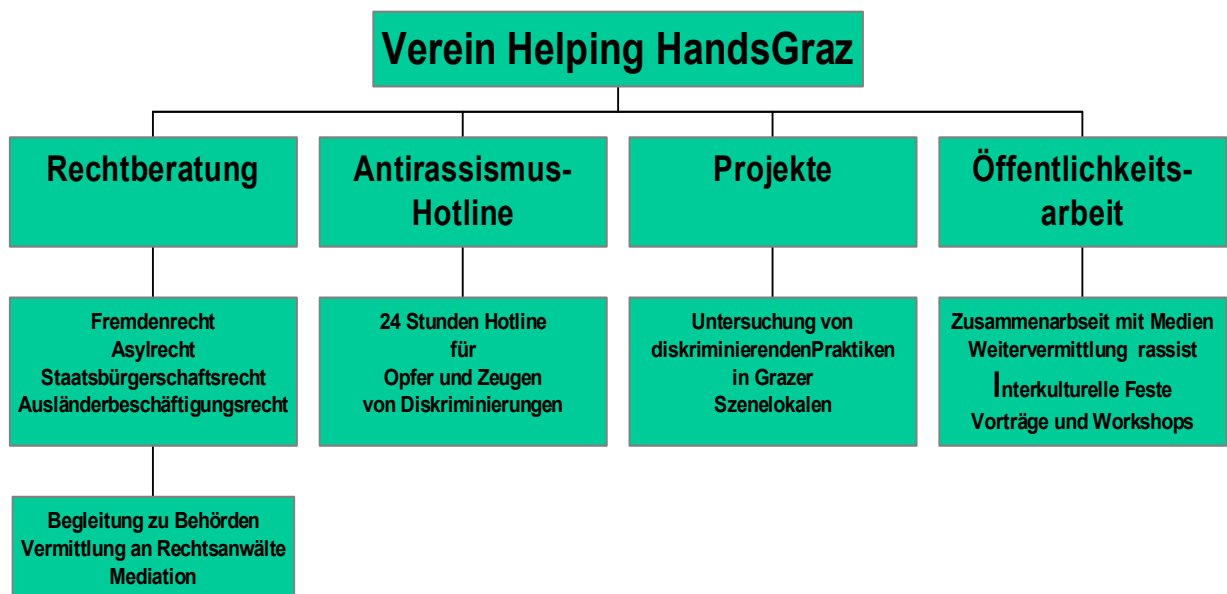 Verein Helping HandsGraz
Rechtberatung
Antirassismus-
Hotline
Projekte
Öffentlichkeits-
arbeit
Fremdenrecht
Asylrecht
Staatsbürgerschaftsrecht
Ausländerbeschäftigungsrecht
24 Stunden Hotline
für
Opfer und Zeugen
von Diskriminierungen
Untersuchung von
diskriminierendenPraktiken
in Grazer
Szenelokalen
Zusammenarbseit mit Medien
Weitervermittlung rassist
Interkulturelle Feste
Vorträge und Workshops
Begleitung zu Behörden
Vermittlung an Rechtsanwälte
Mediation